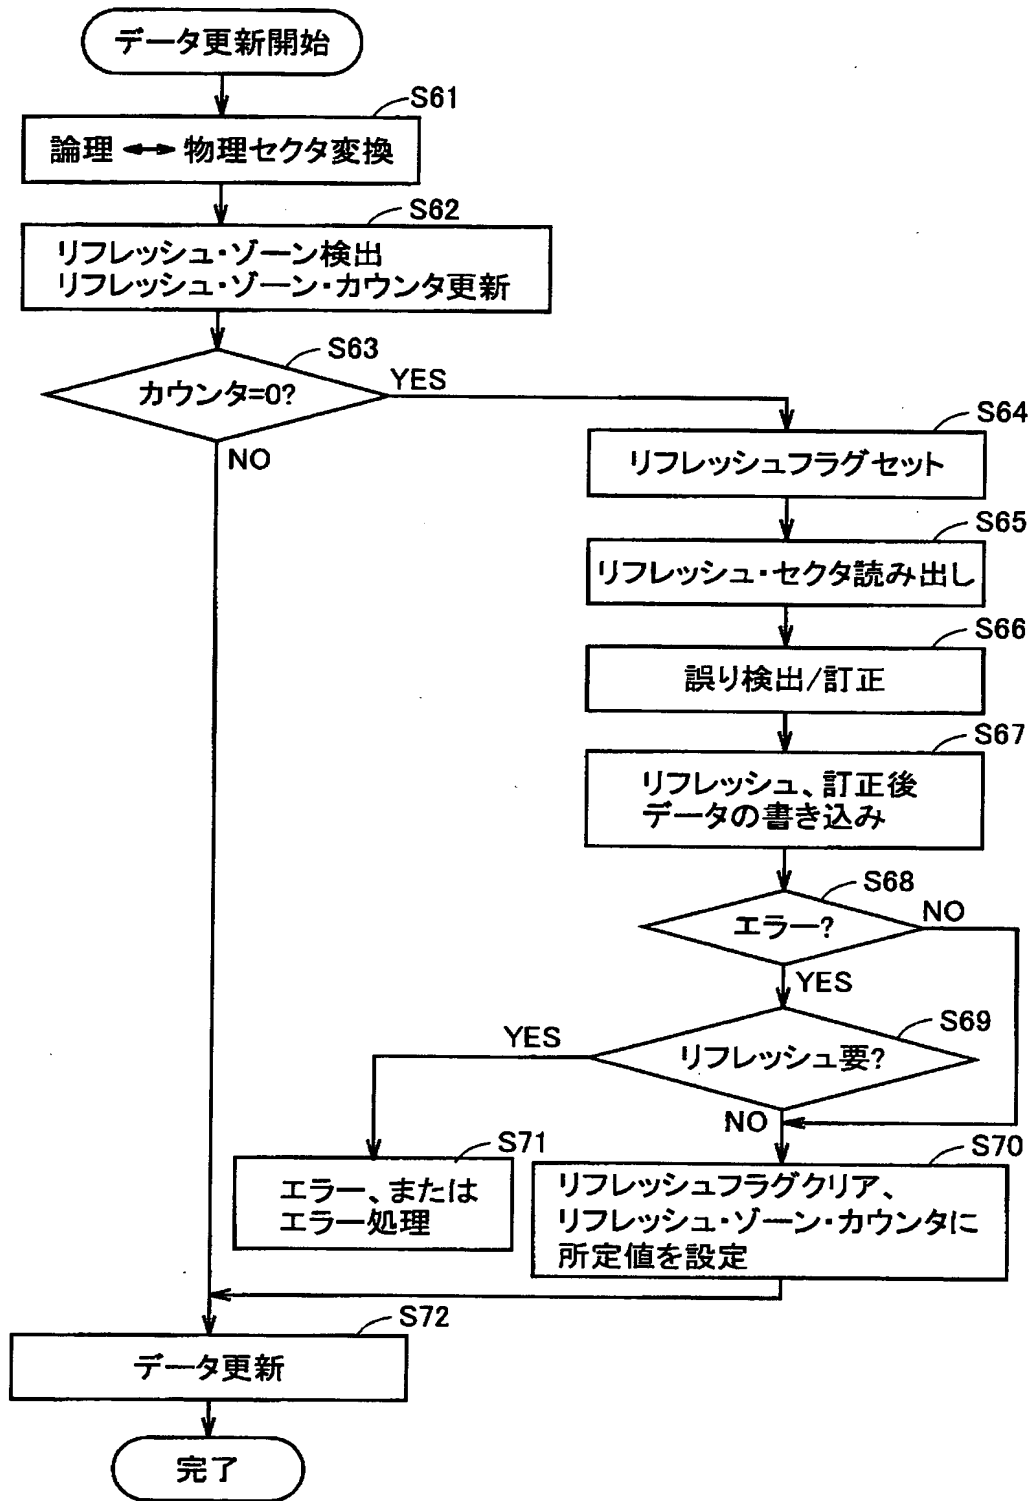 データ更新開始
S61
論理 ⟷ 物理セクタ変換
S62
リフレッシュ・ゾーン検出
リフレッシュ・ゾーン・カウンタ更新
S63
カウンタ=0?
YES
NO
S64
リフレッシュフラグセット
S65
リフレッシュ・セクタ読み出し
S66
誤り検出/訂正
S67
リフレッシュ、訂正後
データの書き込み
S68
エラー?
NO
YES
S69
リフレッシュ要?
YES
NO
S71
エラー、または
エラー処理
S70
リフレッシュフラグクリア、
リフレッシュ・ゾーン・カウンタに
所定値を設定
S72
データ更新
完了